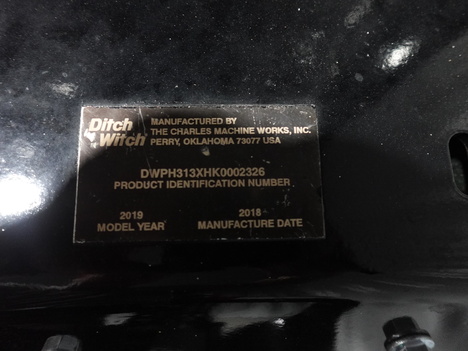 Ditch Witch
MANUFACTURED BY
THE CHARLES MACHINE WORKS, INC.
PERRY, OKLAHOMA 73077 USA
DWPH313XHK0002326
PRODUCT IDENTIFICATION NUMBER
2019
MODEL YEAR
2018
MANUFACTURE DATE